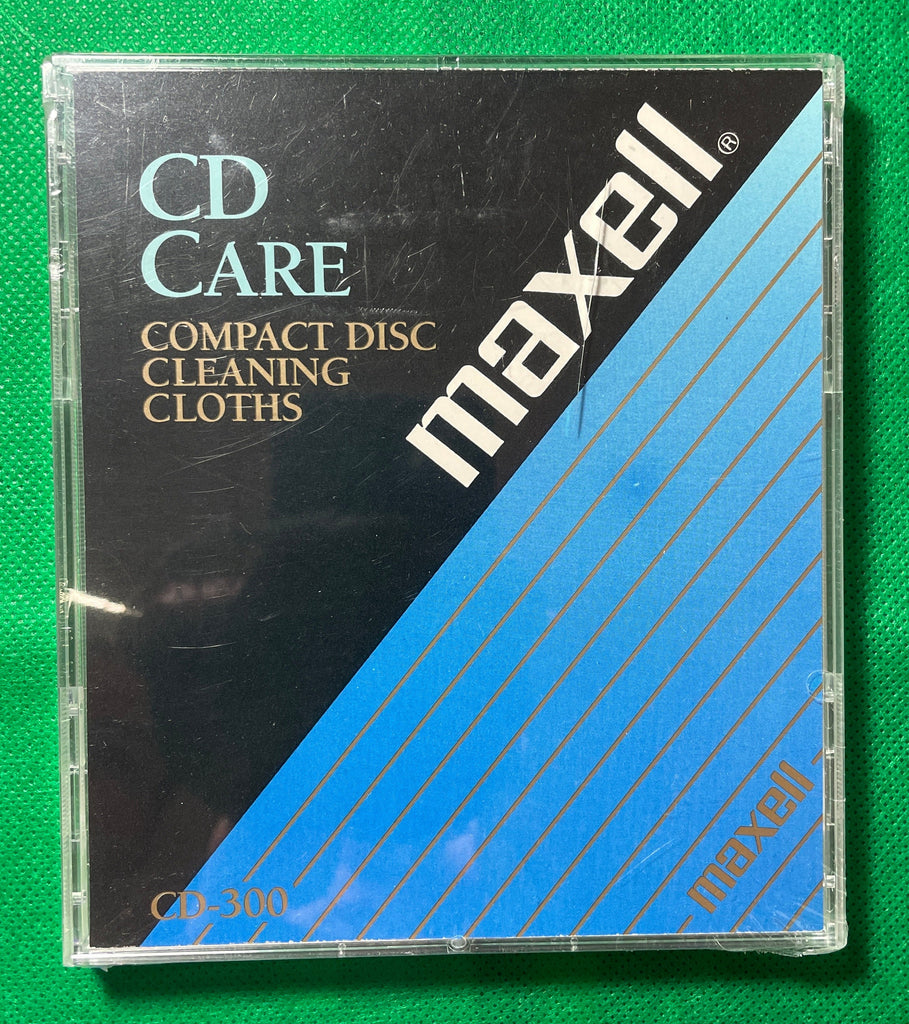 CD
CARE
COMPACT DISC
CLEANING
CLOTHS
maxell®
CD-300
maxell